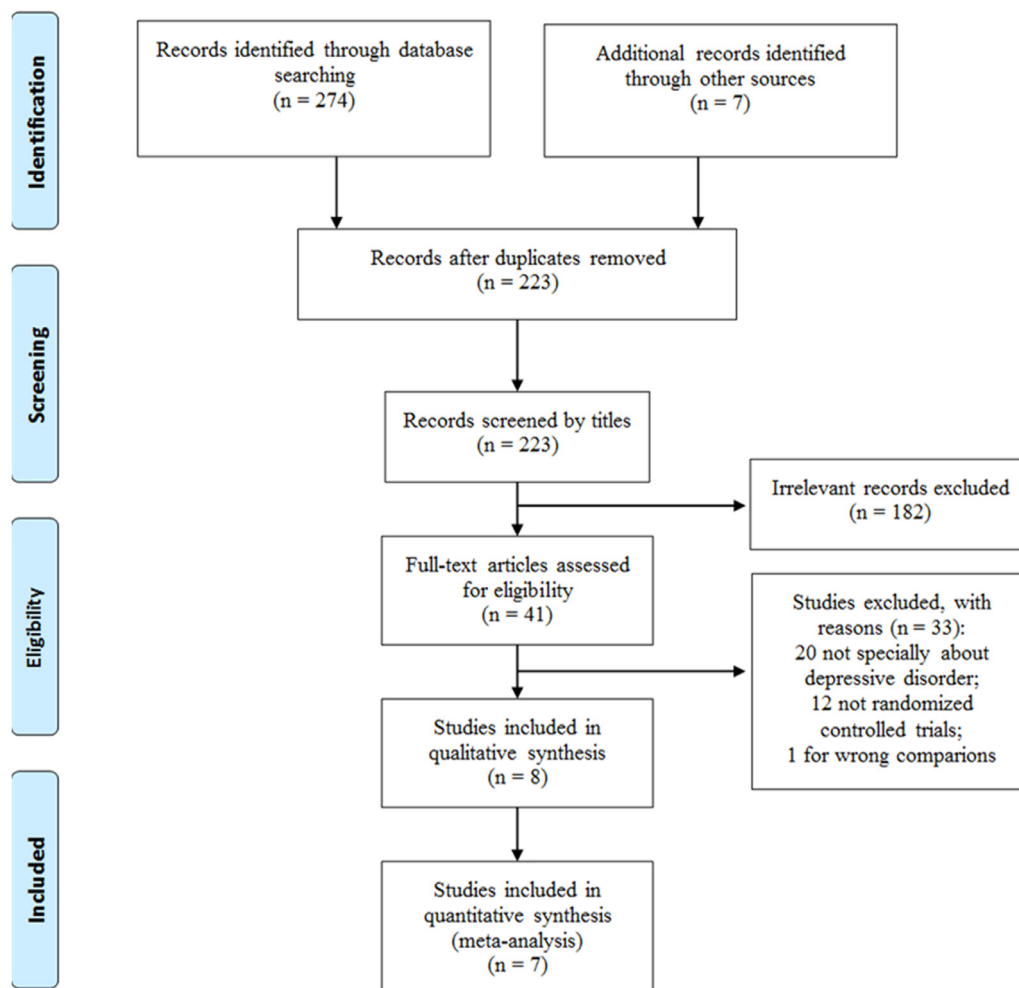 Identification
Records identified through database
searching
(n = 274)
Additional records identified
through other sources
(n = 7)
Records after duplicates removed
(n = 223)
Screening
Records screened by titles
(n = 223)
Irrelevant records excluded
(n = 182)
Eligibility
Full-text articles assessed
for eligibility
(n = 41)
Studies excluded, with
reasons (n = 33):
20 not specially about
depressive disorder;
12 not randomized
controlled trials;
1 for wrong comparions
Studies included in
qualitative synthesis
(n = 8)
Included
Studies included in
quantitative synthesis
(meta-analysis)
(n = 7)